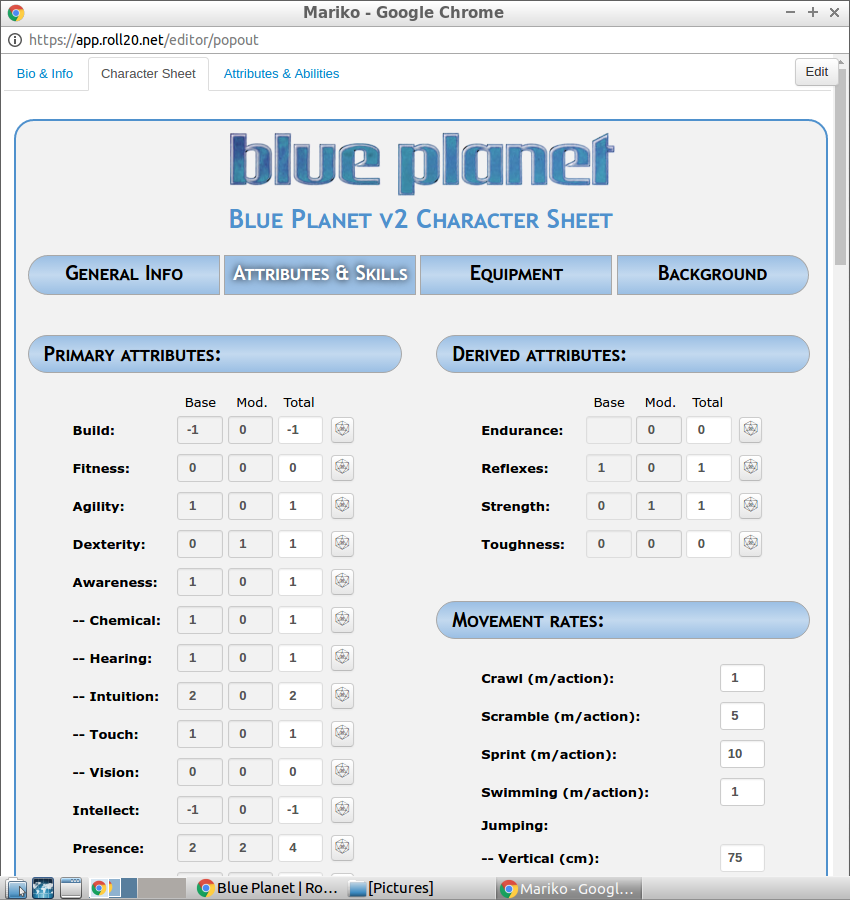 Mariko - Google Chrome
https://app.roll20.net/editor/popout
Bio & Info Character Sheet Attributes & Abilities Edit
blue planet
Blue Planet v2 Character Sheet
General Info Attributes & Skills Equipment Background
Primary attributes:
Base Mod. Total
Build: -1 0 -1
Fitness: 0 0 0
Agility: 1 0 1
Dexterity: 0 1 1
Awareness: 1 0 1
-- Chemical: 1 0 1
-- Hearing: 1 0 1
-- Intuition: 2 0 2
-- Touch: 1 0 1
-- Vision: 0 0 0
Intellect: -1 0 -1
Presence: 2 2 4
Derived attributes:
Base Mod. Total
Endurance: 0 0
Reflexes: 1 0 1
Strength: 0 1 1
Toughness: 0 0 0
Movement rates:
Crawl (m/action): 1
Scramble (m/action): 5
Sprint (m/action): 10
Swimming (m/action): 1
Jumping:
-- Vertical (cm): 75
Blue Planet | Ro... [Pictures] Mariko - Googl...